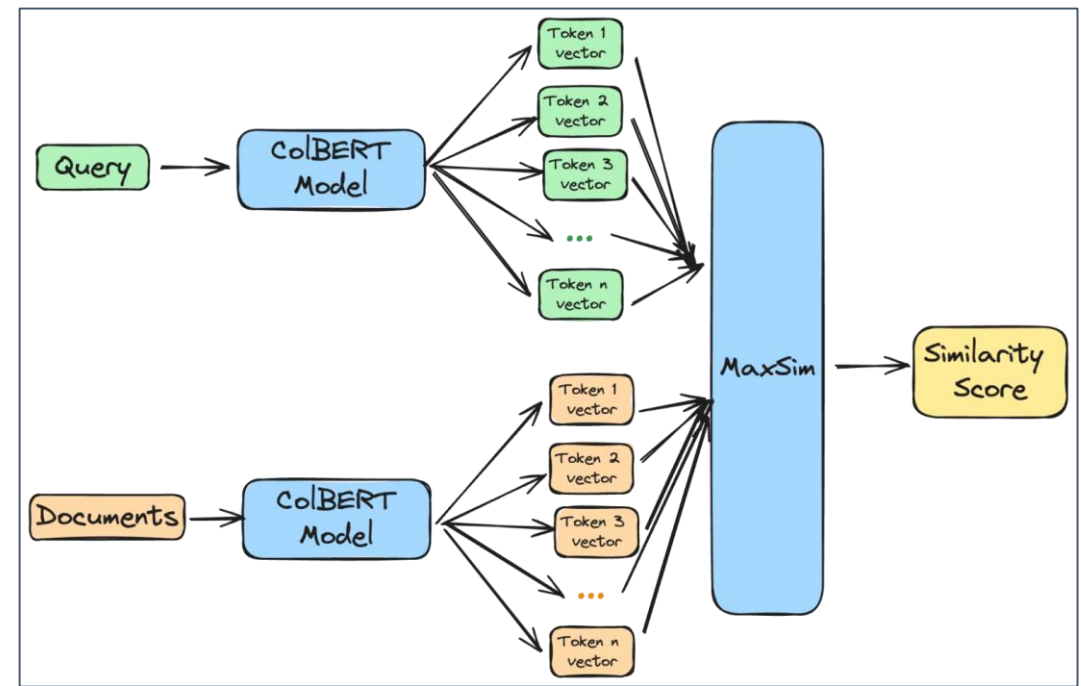 Query
ColBERT
Model
Token 1
vector
Token 2
vector
Token 3
vector
...
Token n
vector
Documents
ColBERT
Model
Token 1
vector
Token 2
vector
Token 3
vector
...
Token n
vector
MaxSim
Similarity
Score